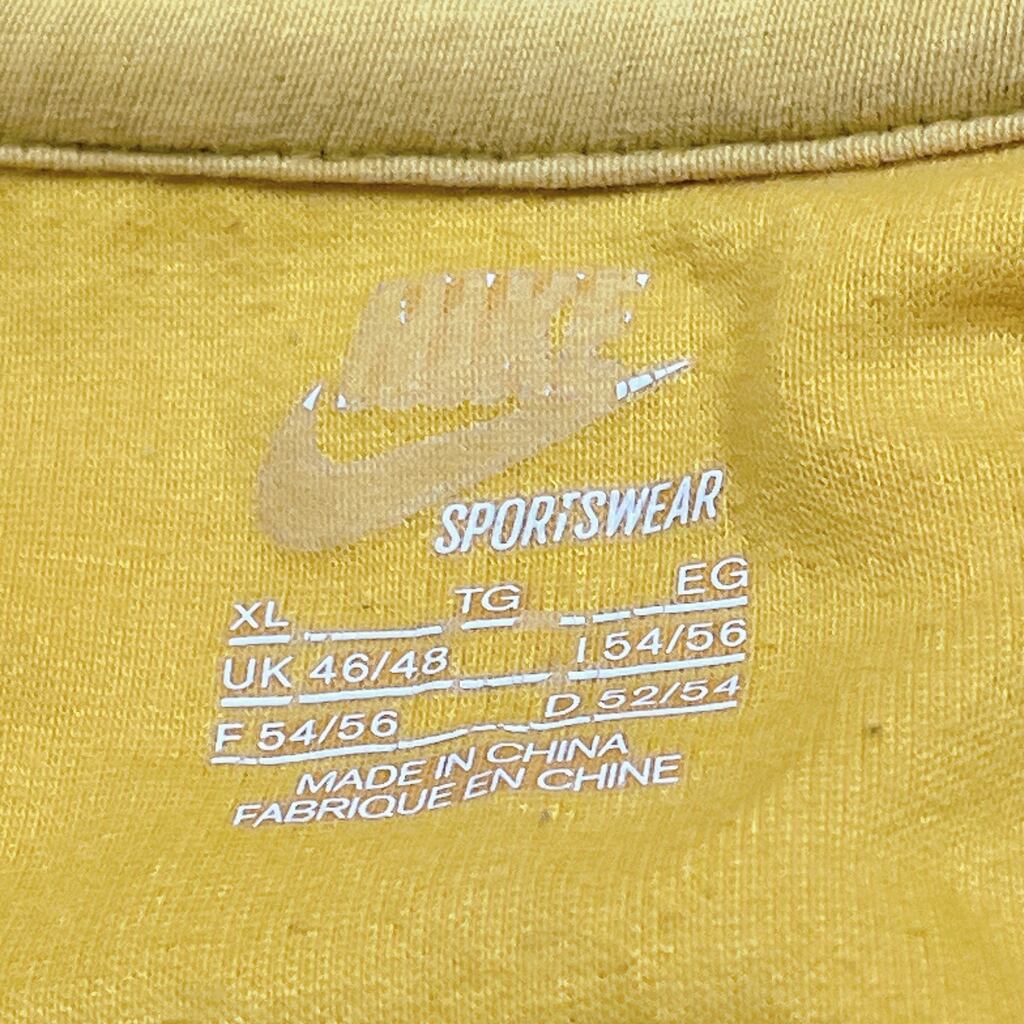 NIKE
SPORTSWEAR
XL TG EG
UK 46/48 I 54/56
F 54/56 D 52/54
MADE IN CHINA
FABRIQUE EN CHINE